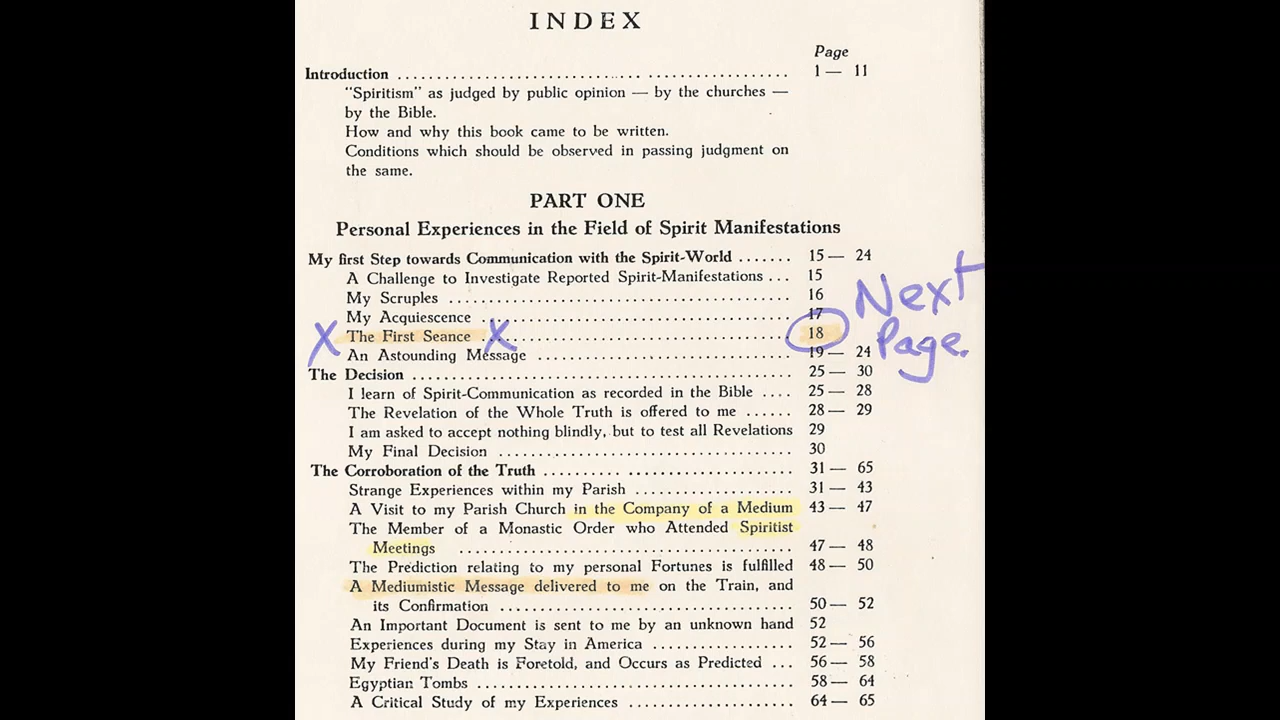 INDEX
Page
Introduction ........................................................ 1 — 11
"Spiritism" as judged by public opinion — by the churches —
by the Bible.
How and why this book came to be written.
Conditions which should be observed in passing judgment on
the same.
PART ONE
Personal Experiences in the Field of Spirit Manifestations
My first Step towards Communication with the Spirit-World ....... 15 — 24
A Challenge to Investigate Reported Spirit-Manifestations ... 15
My Scruples ................................................ 16
My Acquiescence ............................................ 17
X The First Seance X ....................................... 18
An Astounding Message ................................... 19 — 24
Next
Page.
The Decision ..................................................... 25 — 30
I learn of Spirit-Communication as recorded in the Bible .... 25 — 28
The Revelation of the Whole Truth is offered to me ...... 28 — 29
I am asked to accept nothing blindly, but to test all Revelations 29
My Final Decision .......................................... 30
The Corroboration of the Truth ................................... 31 — 65
Strange Experiences within my Parish ...................... 31 — 43
A Visit to my Parish Church in the Company of a Medium 43 — 47
The Member of a Monastic Order who Attended Spiritist
Meetings ............................................... 47 — 48
The Prediction relating to my personal Fortunes is fulfilled 48 — 50
A Mediumistic Message delivered to me on the Train, and
its Confirmation ......................................... 50 — 52
An Important Document is sent to me by an unknown hand 52
Experiences during my Stay in America .................... 52 — 56
My Friend's Death is Foretold, and Occurs as Predicted ... 56 — 58
Egyptian Tombs ............................................. 58 — 64
A Critical Study of my Experiences ........................ 64 — 65